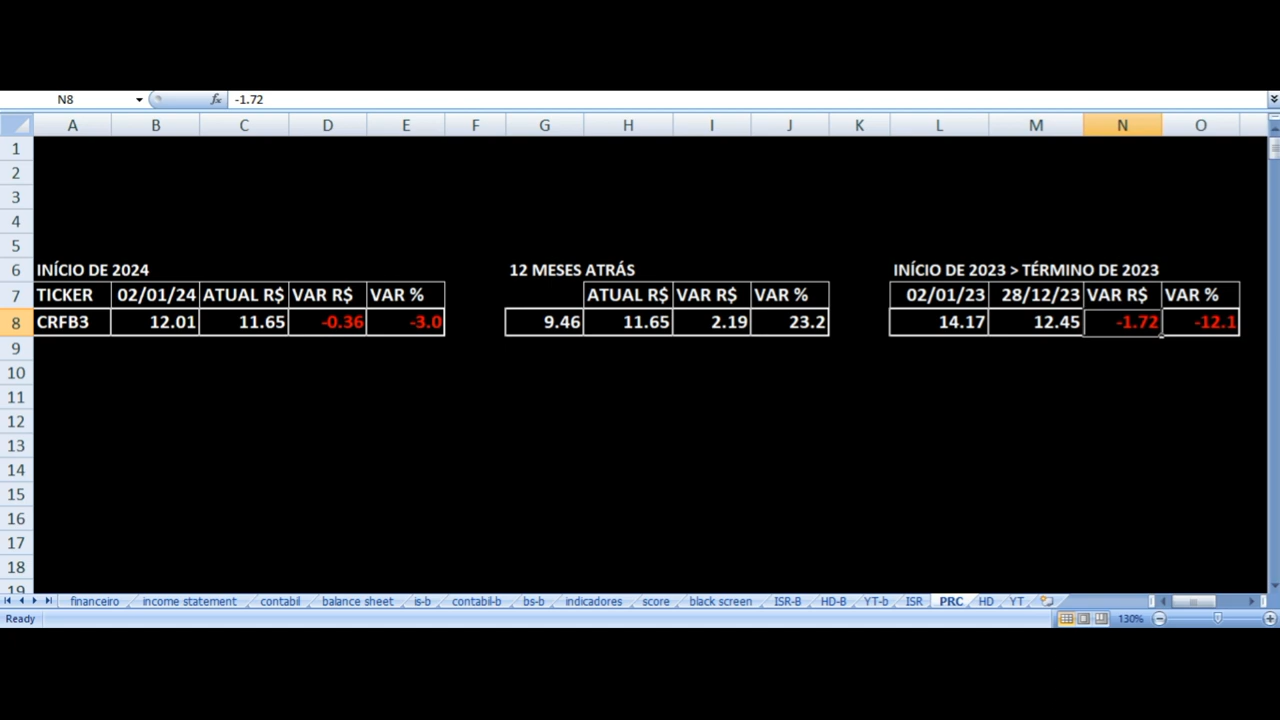 N8 fx -1.72
A B C D E F G H I J K L M N O
1
2
3
4
5
6 INÍCIO DE 2024 12 MESES ATRÁS INÍCIO DE 2023 > TÉRMINO DE 2023
7 TICKER 02/01/24 ATUAL R$ VAR R$ VAR % ATUAL R$ VAR R$ VAR % 02/01/23 28/12/23 VAR R$ VAR %
8 CRFB3 12.01 11.65 -0.36 -3.0 9.46 11.65 2.19 23.2 14.17 12.45 -1.72 -12.1
9
10
11
12
13
14
15
16
17
18
19
financeiro income statement contabil balance sheet is-b contabil-b bs-b indicadores score black screen ISR-B HD-B YT-b ISR PRC HD YT
Ready 130%